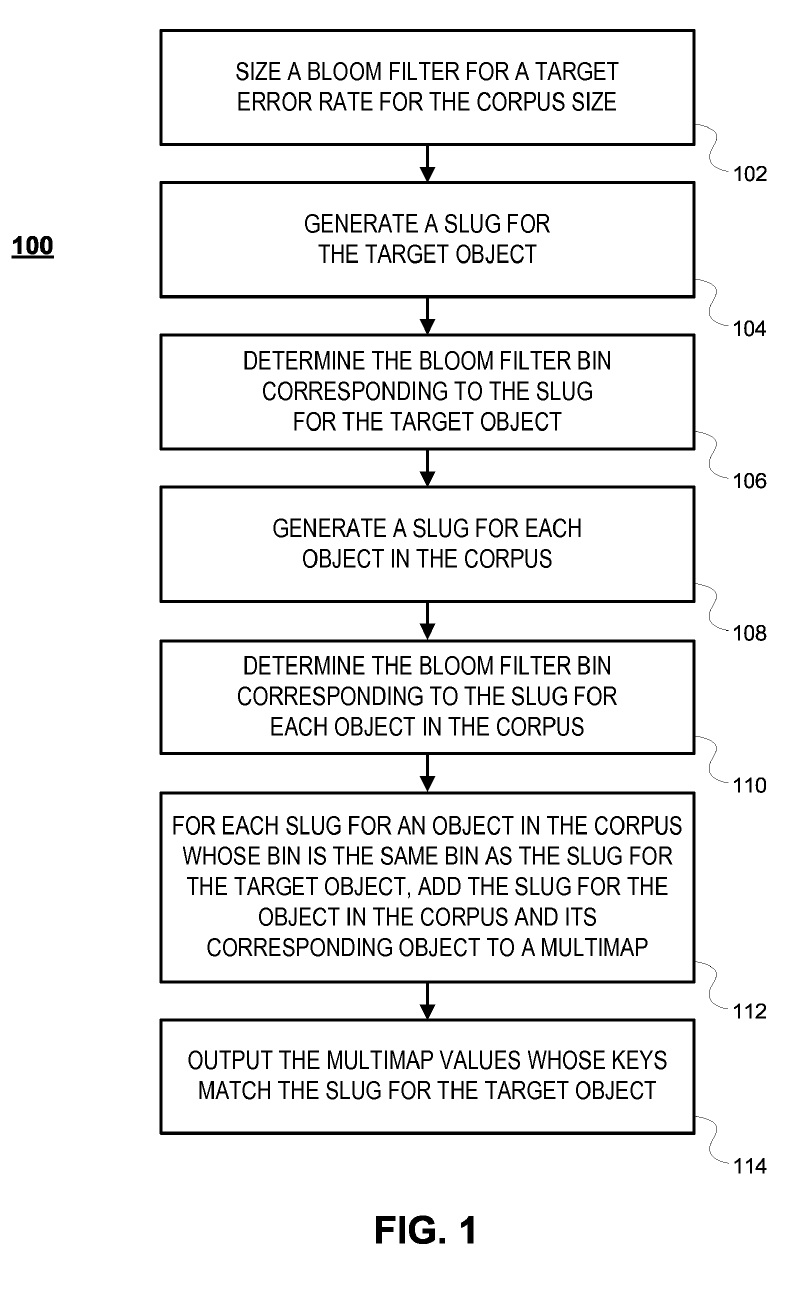 SIZE A BLOOM FILTER FOR A TARGET
ERROR RATE FOR THE CORPUS SIZE
102
100
GENERATE A SLUG FOR
THE TARGET OBJECT
104
DETERMINE THE BLOOM FILTER BIN
CORRESPONDING TO THE SLUG
FOR THE TARGET OBJECT
106
GENERATE A SLUG FOR EACH
OBJECT IN THE CORPUS
108
DETERMINE THE BLOOM FILTER BIN
CORRESPONDING TO THE SLUG FOR
EACH OBJECT IN THE CORPUS
110
FOR EACH SLUG FOR AN OBJECT IN THE CORPUS
WHOSE BIN IS THE SAME BIN AS THE SLUG FOR
THE TARGET OBJECT, ADD THE SLUG FOR THE
OBJECT IN THE CORPUS AND ITS
CORRESPONDING OBJECT TO A MULTIMAP
112
OUTPUT THE MULTIMAP VALUES WHOSE KEYS
MATCH THE SLUG FOR THE TARGET OBJECT
114
FIG. 1